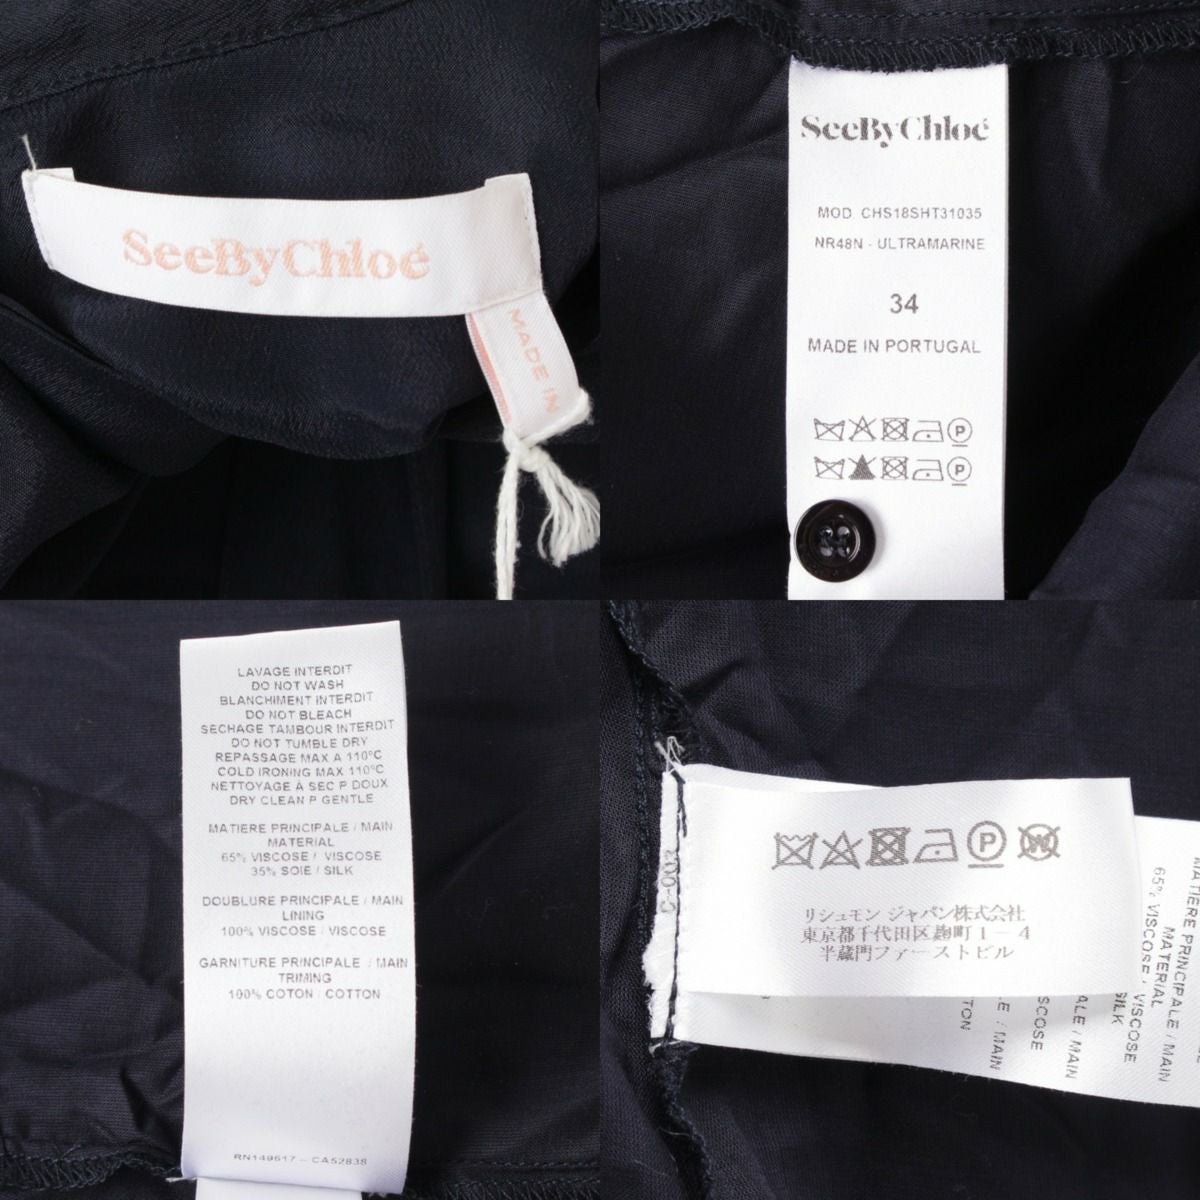 SeeByChloé
MADE IN
SeeByChloé
MOD. CHS18SHT31035
NR48N - ULTRAMARINE
34
MADE IN PORTUGAL
P
P
LAVAGE INTERDIT
DO NOT WASH
BLANCHIMENT INTERDIT
DO NOT BLEACH
SECHAGE TAMBOUR INTERDIT
DO NOT TUMBLE DRY
REPASSAGE MAX A 110°C
COLD IRONING MAX 110°C
NETTOYAGE A SEC P DOUX
DRY CLEAN P GENTLE
MATIERE PRINCIPALE / MAIN
MATERIAL
65% VISCOSE / VISCOSE
35% SOIE / SILK
DOUBLURE PRINCIPALE / MAIN
LINING
100% VISCOSE / VISCOSE
GARNITURE PRINCIPALE / MAIN
TRIMING
100% COTON / COTTON
RN149617 - CA52838
P W
リシュモン ジャパン株式会社
東京都千代田区麹町1-4
半蔵門ファーストビル
C-003
MATIERE PRINCIPALE / MAIN
MATERIAL
65% VISCOSE / VISCOSE
SILK
/ MAIN
VISCOSE
/ MAIN
TTON